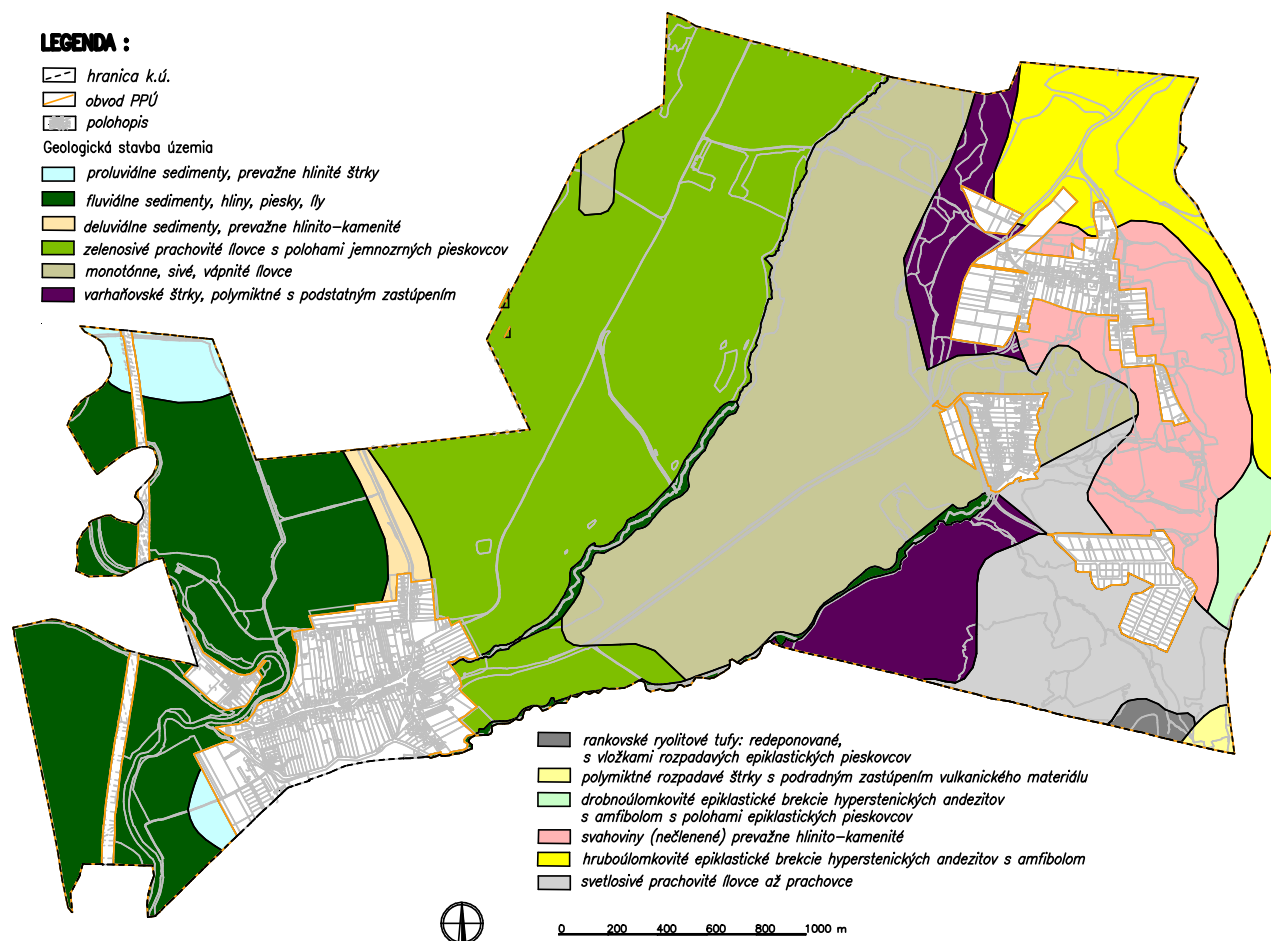 LEGENDA :
hranica k.ú.
obvod PPÚ
polohopis
Geologická stavba územia
proluviálne sedimenty, prevažne hlinité štrky
fluviálne sedimenty, hliny, piesky, íly
deluviálne sedimenty, prevažne hlinito-kamenité
zelenosivé prachovité ílovce s polohami jemnozrných pieskovcov
monotónne, sivé, vápnité ílovce
varhaňovské štrky, polymiktné s podstatným zastúpením
rankovské ryolitové tufy: redeponované,
s vložkami rozpadavých epiklastických pieskovcov
polymiktné rozpadavé štrky s podradným zastúpením vulkanického materiálu
drobnoúlomkovité epiklastické brekcie hyperstenických andezitov
s amfibolom s polohami epiklastických pieskovcov
svahoviny (nečlenené) prevažne hlinito-kamenité
hruboúlomkovité epiklastické brekcie hyperstenických andezitov s amfibolom
svetlosivé prachovité ílovce až prachovce
0 200 400 600 800 1000 m